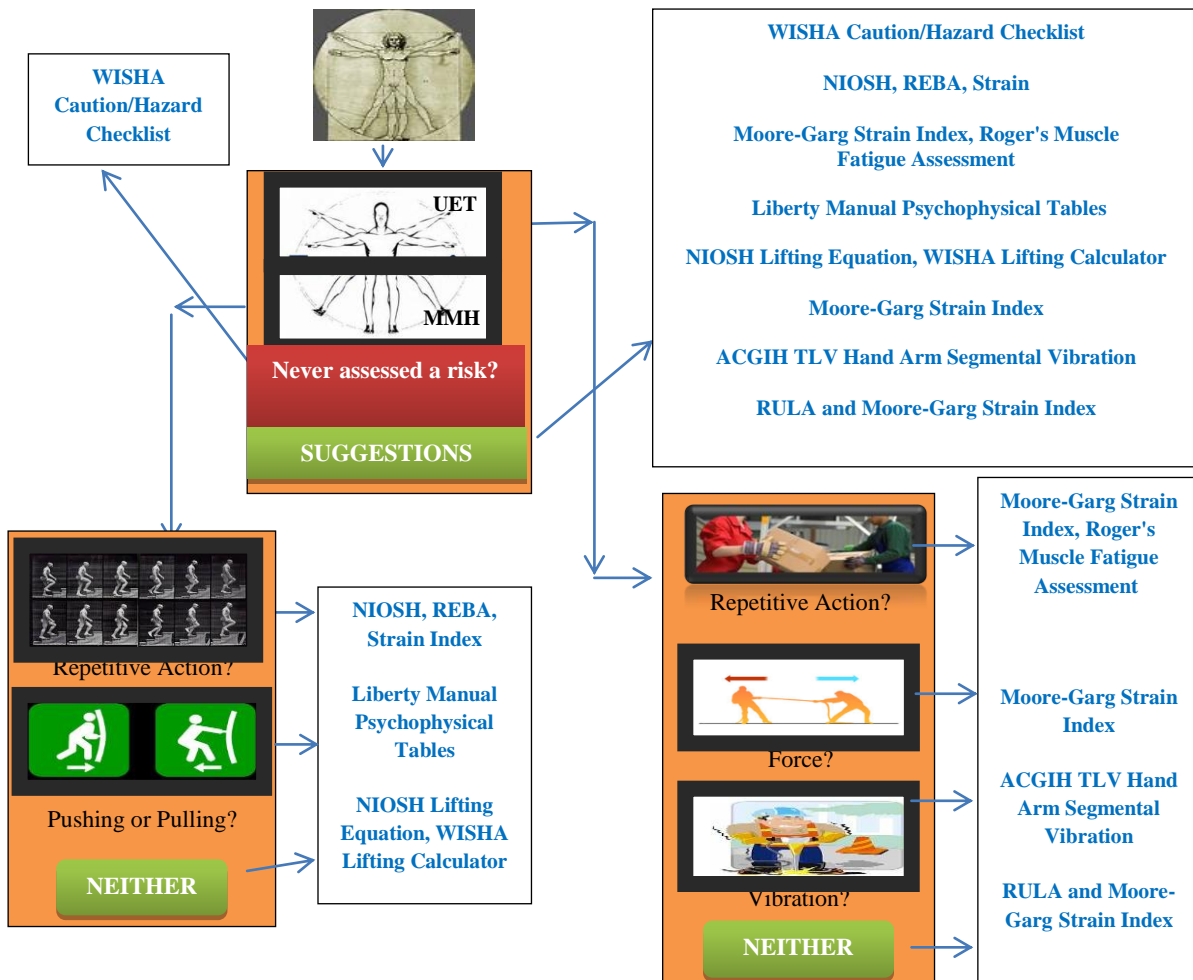 WISHA
Caution/Hazard
Checklist
UET
MMH
Never assessed a risk?
SUGGESTIONS
WISHA Caution/Hazard Checklist
NIOSH, REBA, Strain
Moore-Garg Strain Index, Roger's Muscle
Fatigue Assessment
Liberty Manual Psychophysical Tables
NIOSH Lifting Equation, WISHA Lifting Calculator
Moore-Garg Strain Index
ACGIH TLV Hand Arm Segmental Vibration
RULA and Moore-Garg Strain Index
Repetitive Action?
Pushing or Pulling?
NEITHER
NIOSH, REBA,
Strain Index
Liberty Manual
Psychophysical
Tables
NIOSH Lifting
Equation, WISHA
Lifting Calculator
Repetitive Action?
Force?
Vibration?
NEITHER
Moore-Garg Strain
Index, Roger's
Muscle Fatigue
Assessment
Moore-Garg Strain
Index
ACGIH TLV Hand
Arm Segmental
Vibration
RULA and Moore-
Garg Strain Index